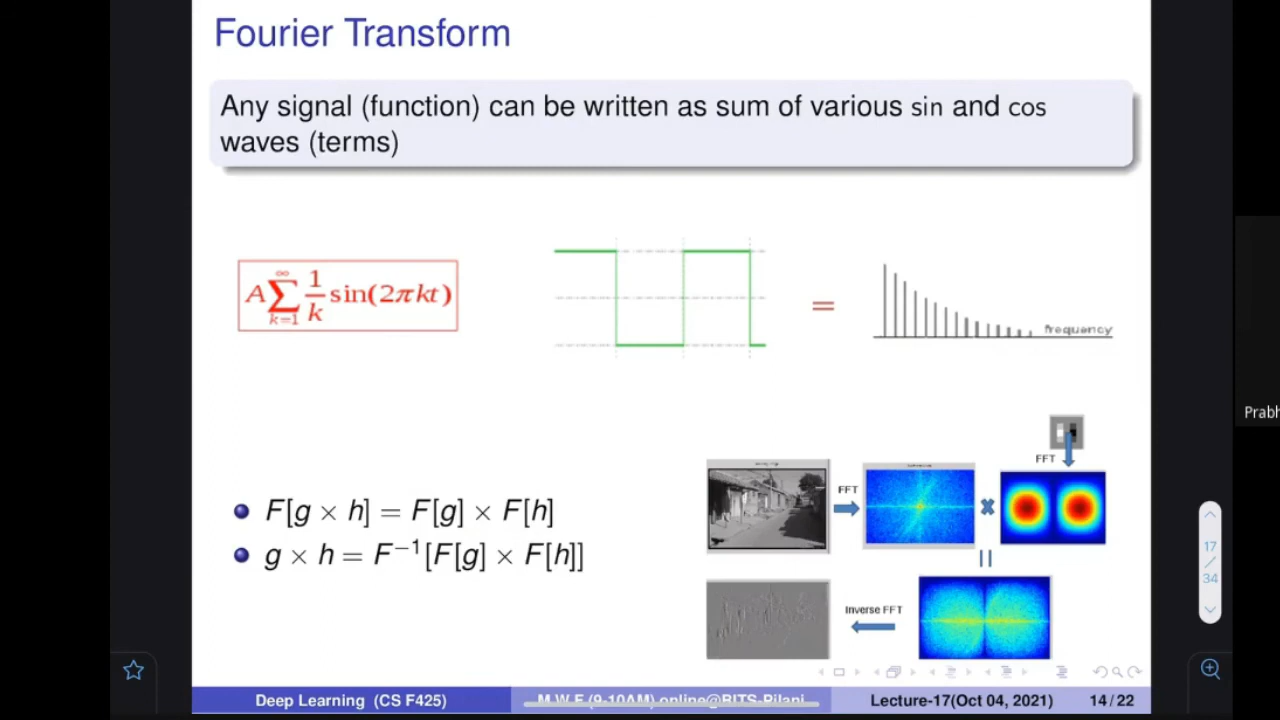 Fourier Transform
Any signal (function) can be written as sum of various sin and cos
waves (terms)
A ∞∑k=1 1/k sin(2πkt)
=
frequency
Prabh
FFT
FFT
F[g × h] = F[g] × F[h]
g × h = F⁻¹[F[g] × F[h]]
17
/
34
Inverse FFT
Deep Learning (CS F425) M,W,F (9-10AM) online@BITS-Pilani Lecture-17(Oct 04, 2021) 14/22